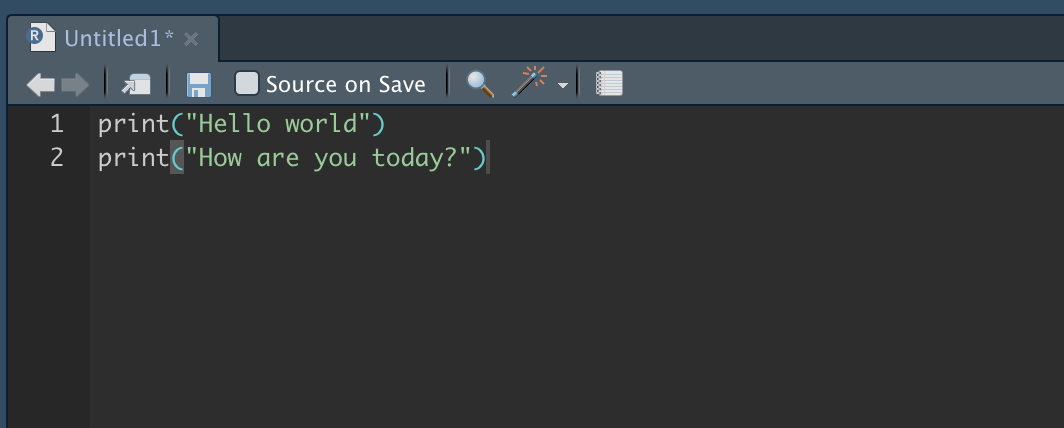 R Untitled1*
Source on Save
1 print("Hello world")
2 print("How are you today?")